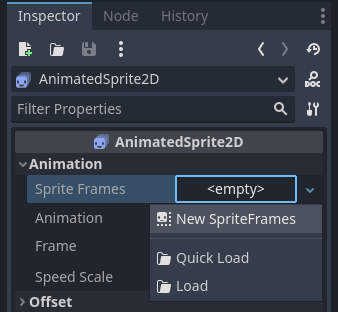 Inspector Node History
AnimatedSprite2D
Filter Properties
AnimatedSprite2D
Animation
Sprite Frames <empty>
Animation New SpriteFrames
Frame
Quick Load
Speed Scale Load
Offset